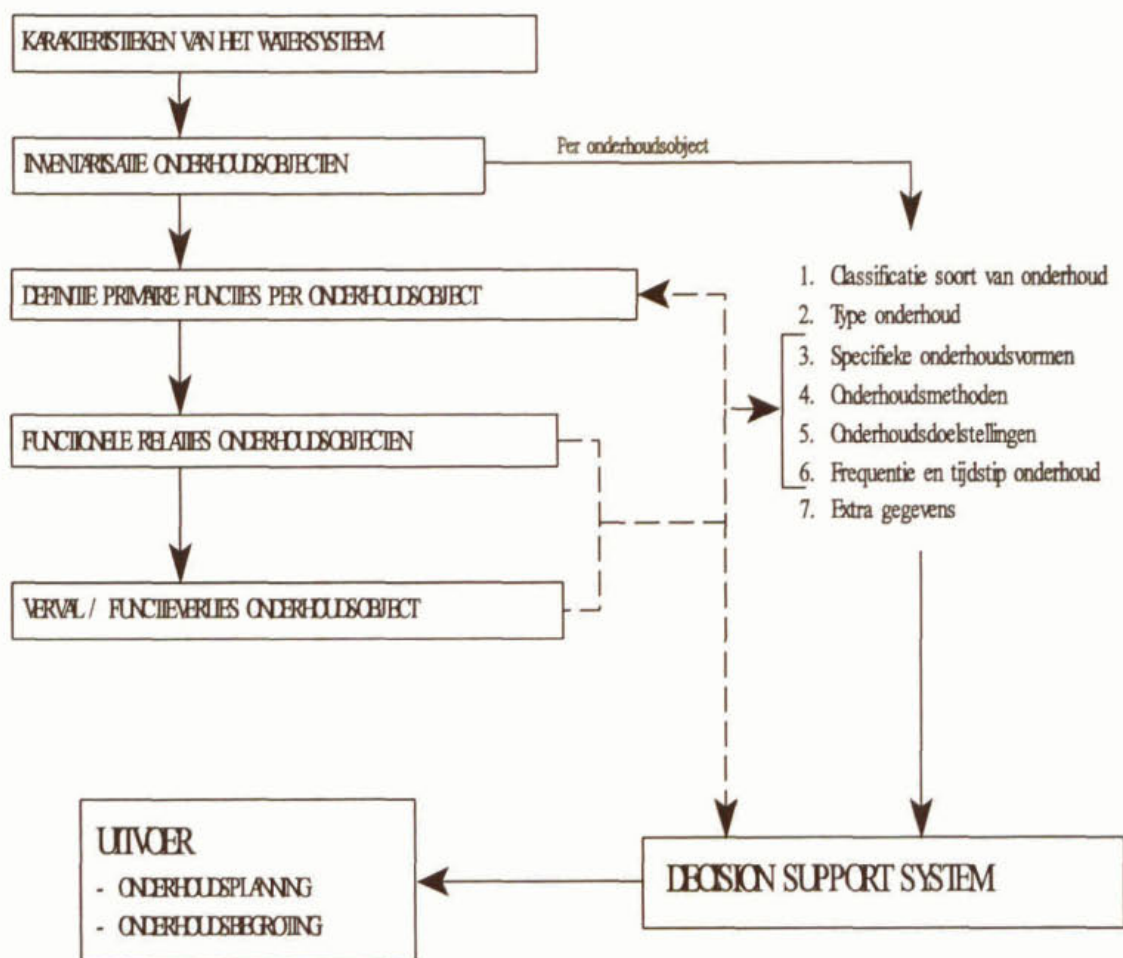 KARAKTERISTIEKEN VAN HET WATERSYSTEEM
INVENTARISATIE ONDERHOUDSOBJECTEN
Per onderhoudsobject
DEFINITIE PRIMAIRE FUNCTIES PER ONDERHOUDSOBJECT
1. Classificatie soort van onderhoud
2. Type onderhoud
3. Specifieke onderhoudsvormen
4. Onderhoudsmethoden
5. Onderhoudsdoelstellingen
6. Frequentie en tijdstip onderhoud
7. Extra gegevens
FUNCTIONELE RELATIES ONDERHOUDSOBJECTEN
VERVAL / FUNCTIEVERLIES ONDERHOUDSOBJECT
UITVOER
- ONDERHOUDSPLANNING
- ONDERHOUDSBEGROTING
DECISION SUPPORT SYSTEM